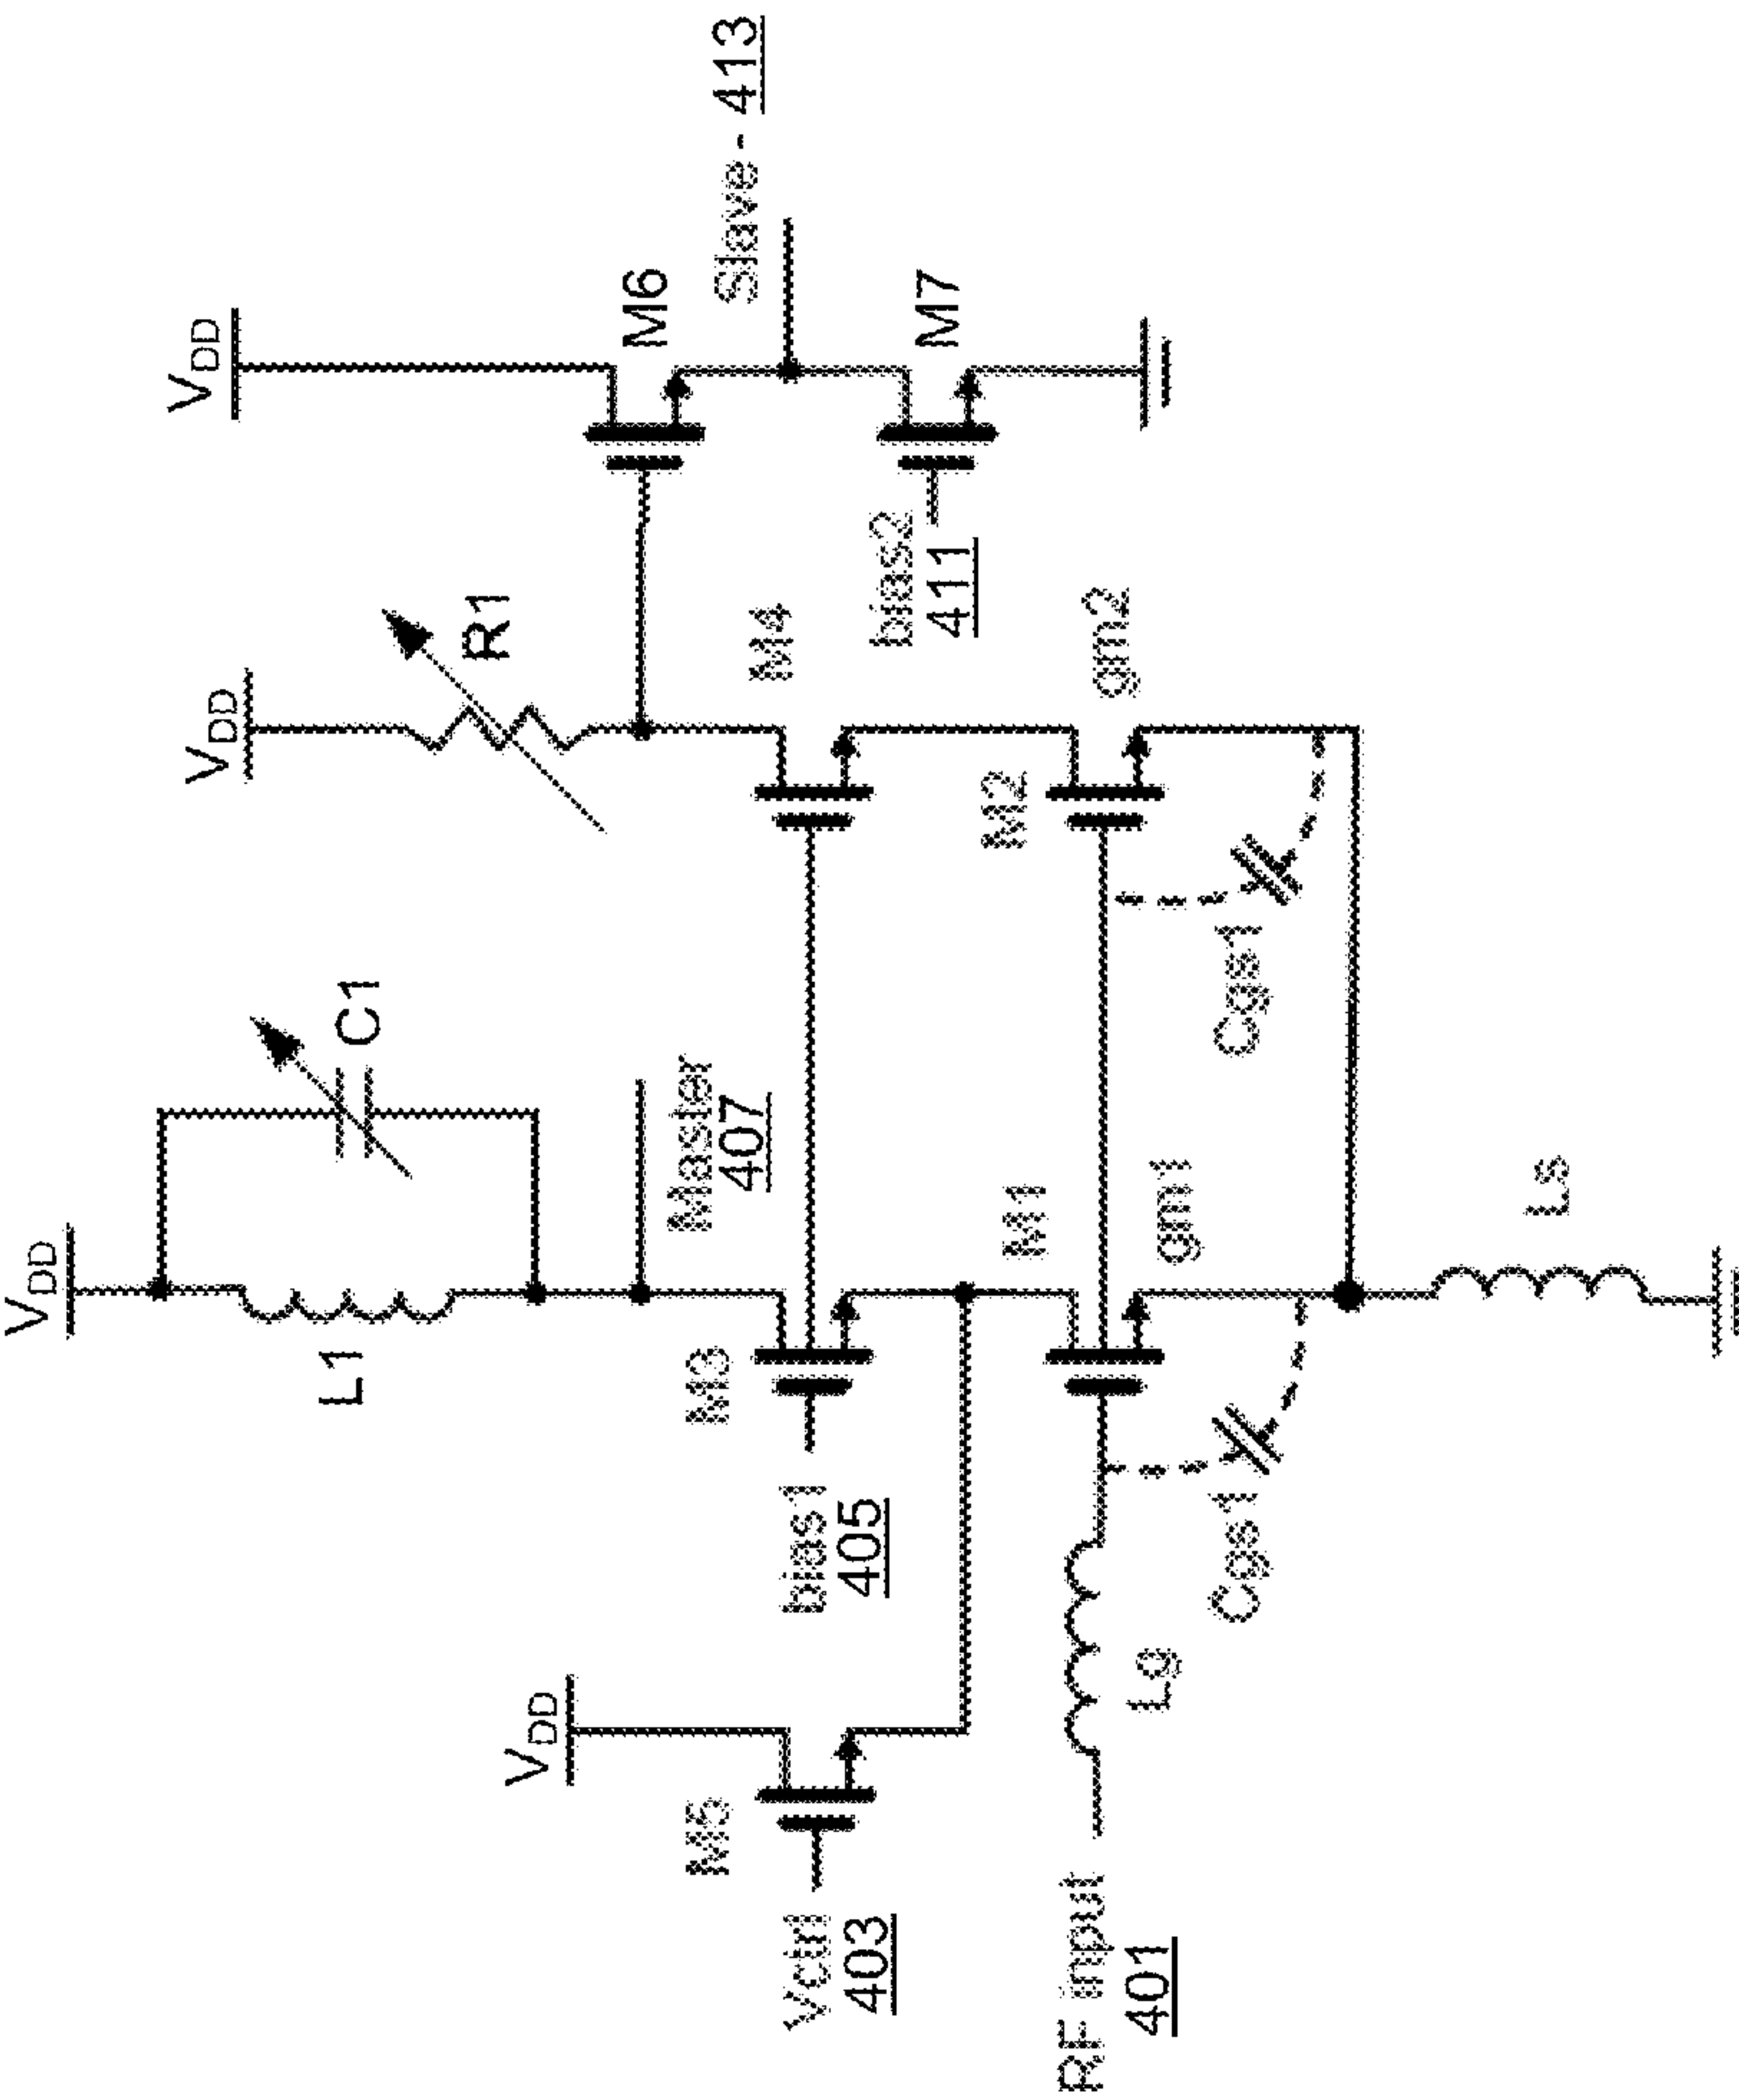 VDD
VDD
VDD
L1
C1
R1
VDD
M6
M5
M3
Master
407
Slave - 413
M4
Vctrl
403
bias1
405
bias2
411
M7
M1
M2
RF input
401
Lg
gm1
gm2
Cgs1
Cgs1
Ls